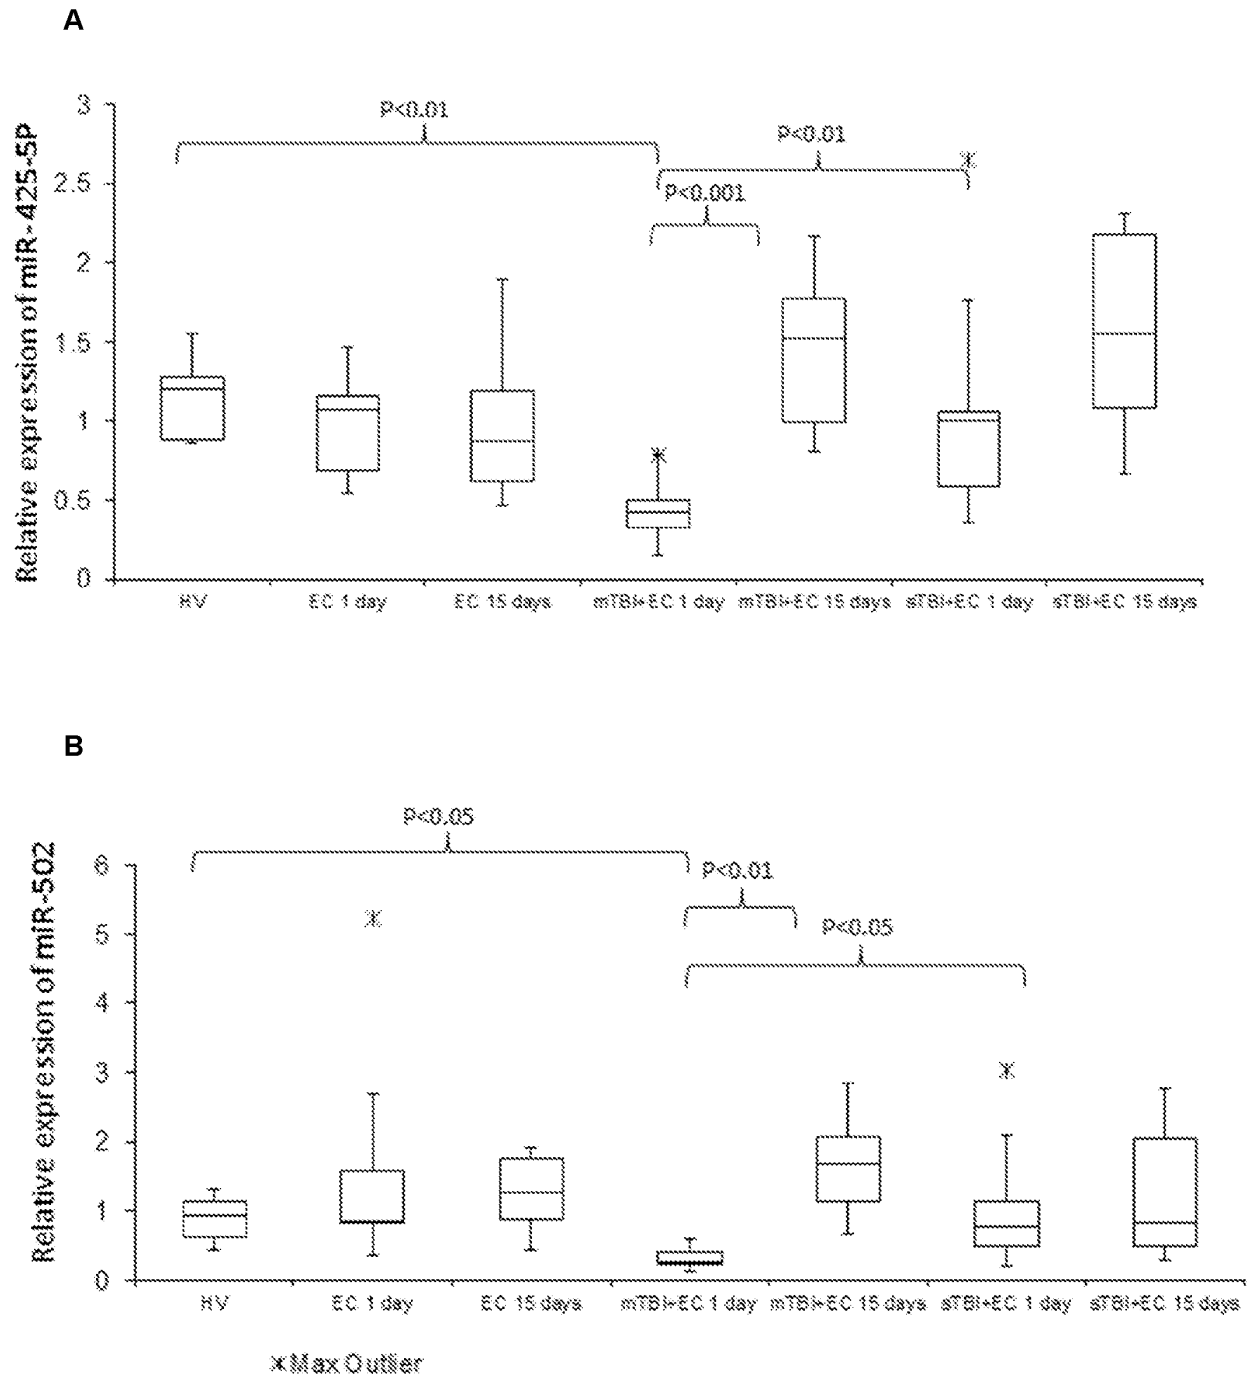 A
P<0.01
P<0.01
P<0.001
Relative expression of miR-425-5P
3
2.5
2
1.5
1
0.5
0
HV
EC 1 day
EC 15 days
mTBI+EC 1 day
mTBI+EC 15 days
sTBI+EC 1 day
sTBI+EC 15 days
B
P<0.05
P<0.01
P<0.05
Relative expression of miR-502
6
5
4
3
2
1
0
HV
EC 1 day
EC 15 days
mTBI+EC 1 day
mTBI+EC 15 days
sTBI+EC 1 day
sTBI+EC 15 days
Max Outlier